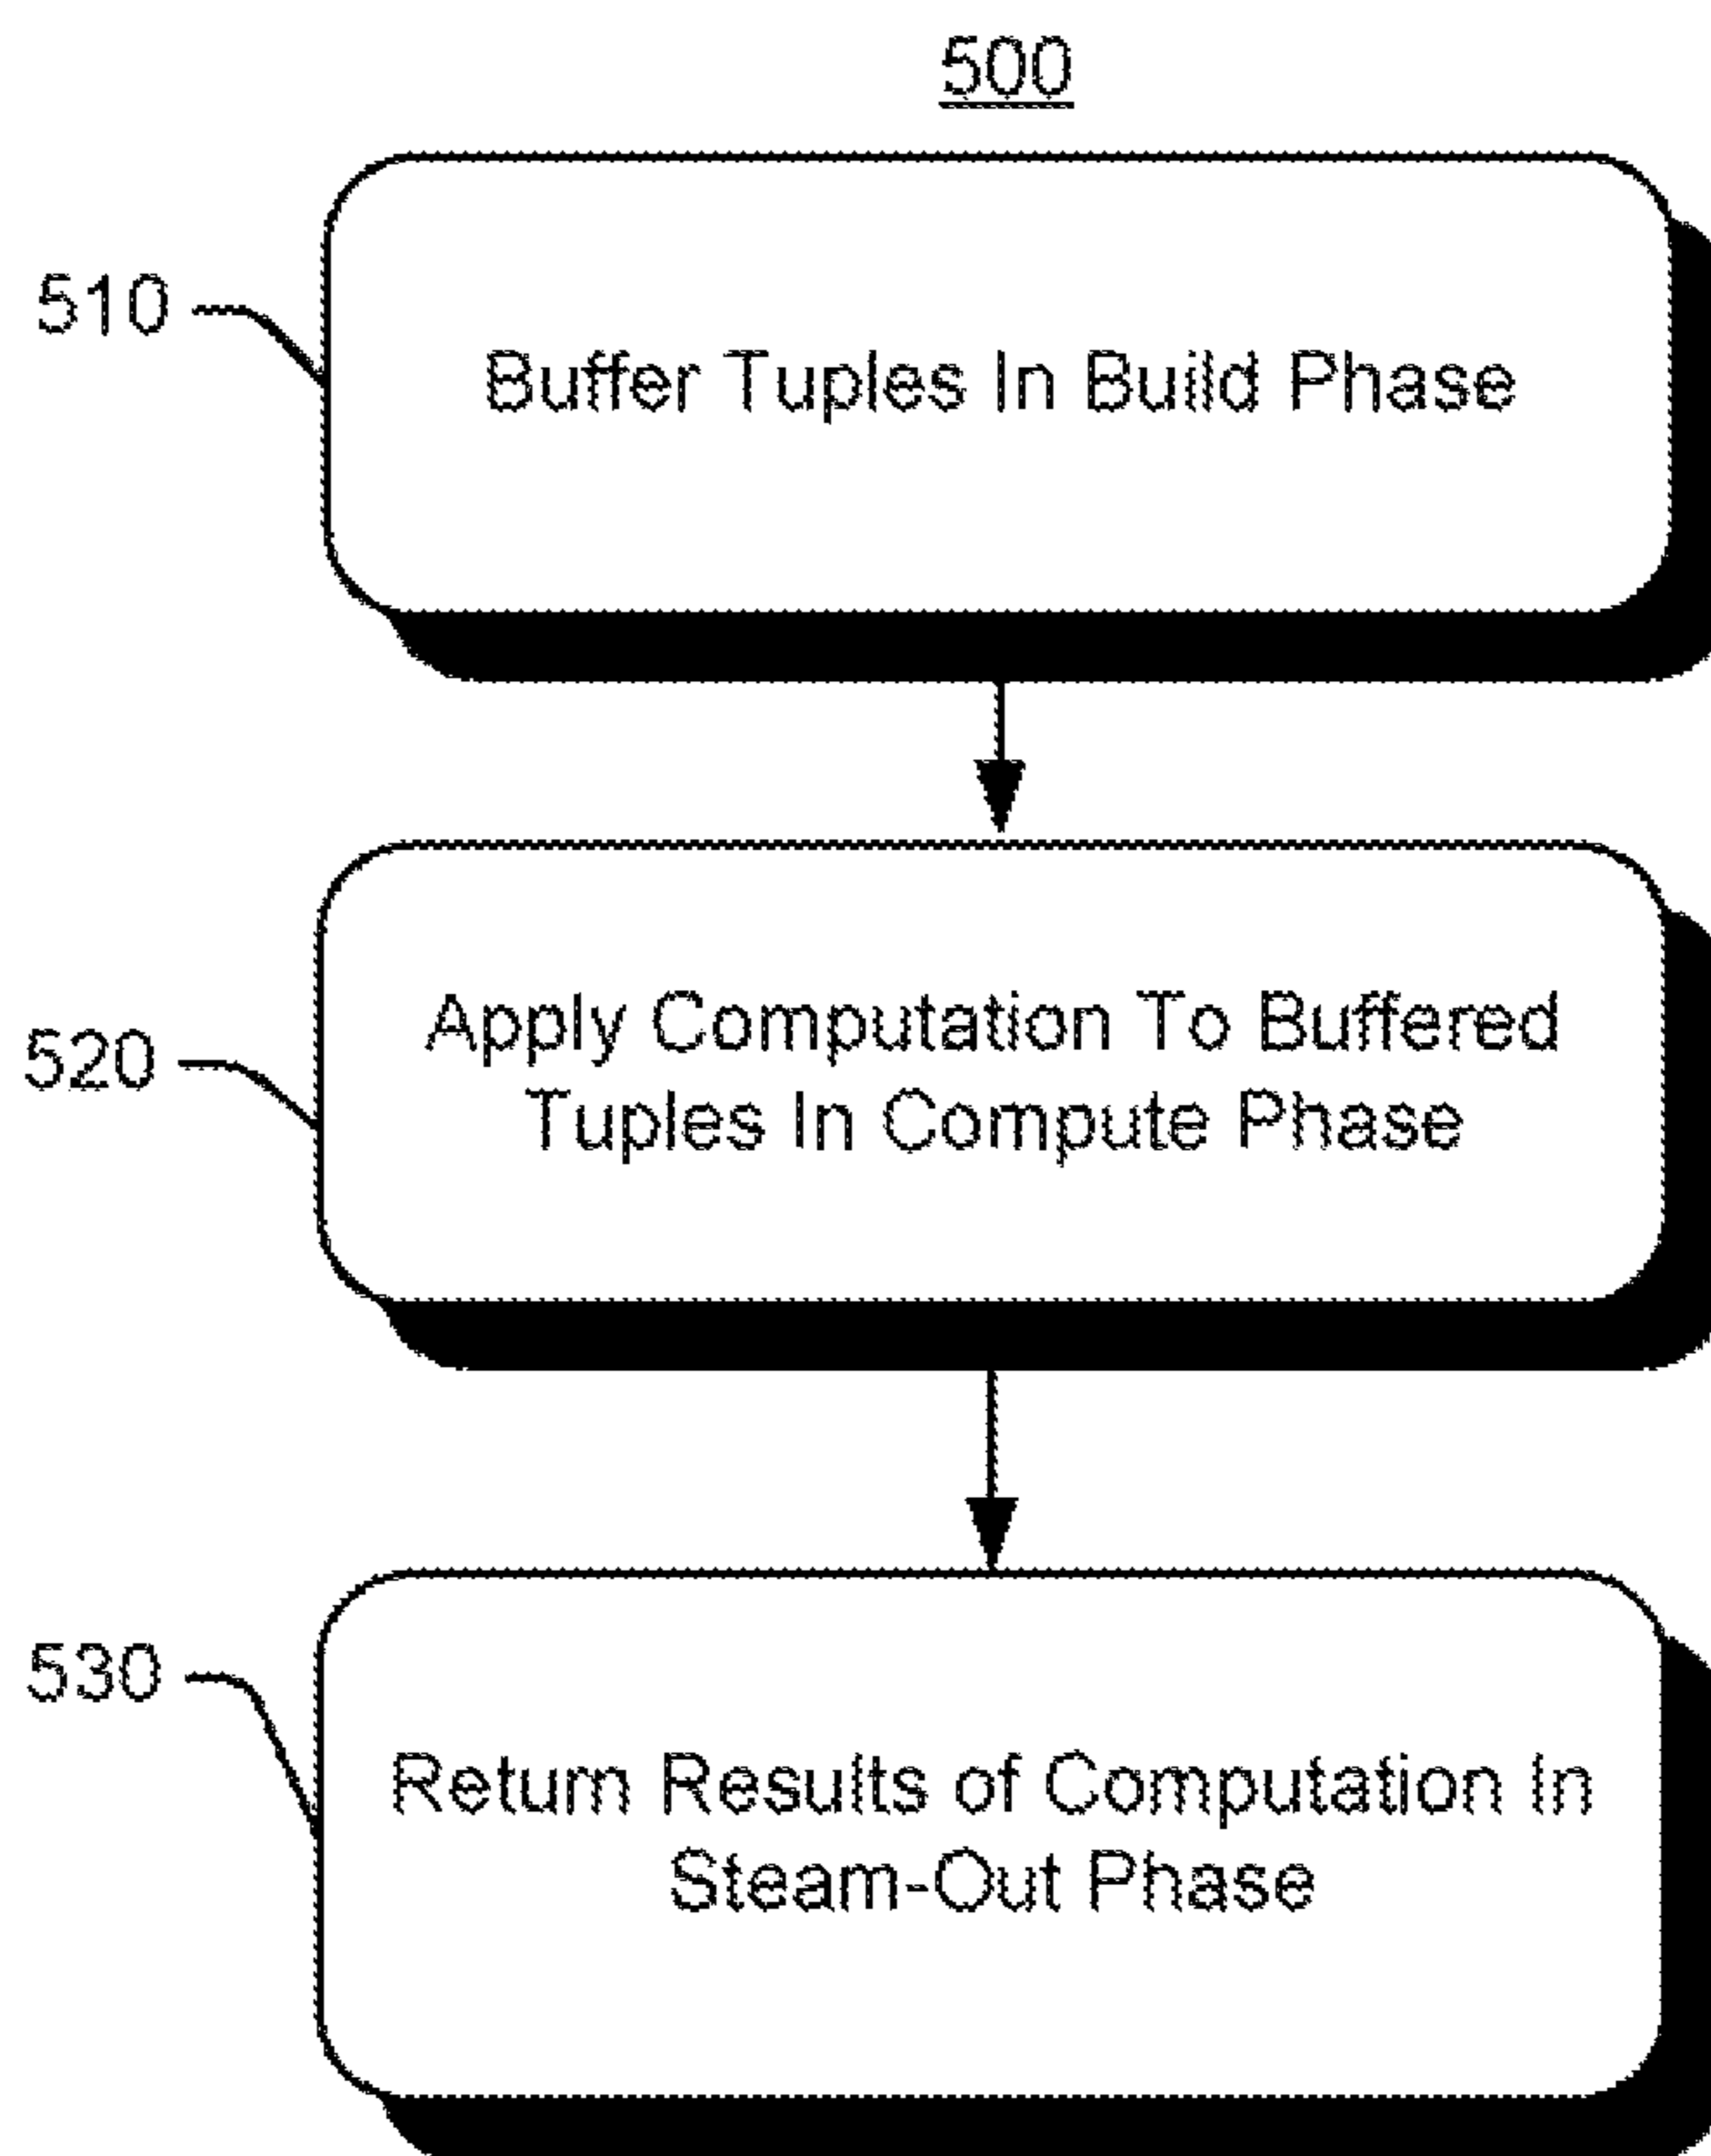 500
510
Buffer Tuples In Build Phase
520
Apply Computation To Buffered
Tuples In Compute Phase
530
Return Results of Computation In
Steam-Out Phase